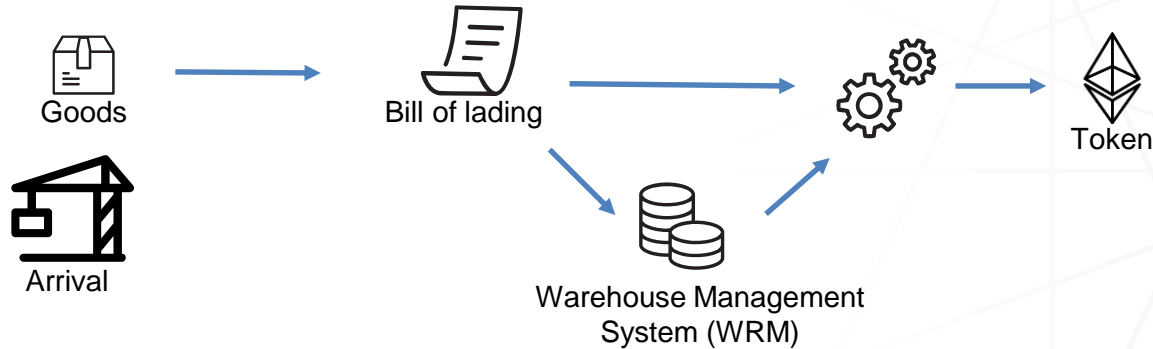 Goods
Bill of lading
Token
Arrival
Warehouse Management
System (WRM)